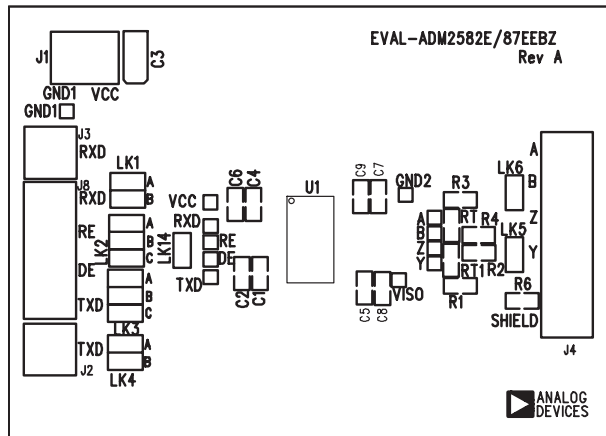 EVAL-ADM2582E/87EEBZ
Rev A
J1
C3
GND1
VCC
GND1
J3
RXD
LK1
J8
RXD
A
B
RE
LK2
A
B
C
DE
A
B
C
TXD
LK3
TXD
A
B
J2
LK4
VCC
RXD
LK14
RE
DE
TXD
C6
C4
C2
C1
U1
C9
C7
GND2
C5
C8
VISO
R3
A
B
Z
Y
RT
R4
RT1
R2
R1
LK6
LK5
R6
SHIELD
A
B
Z
Y
J4
ANALOG
DEVICES